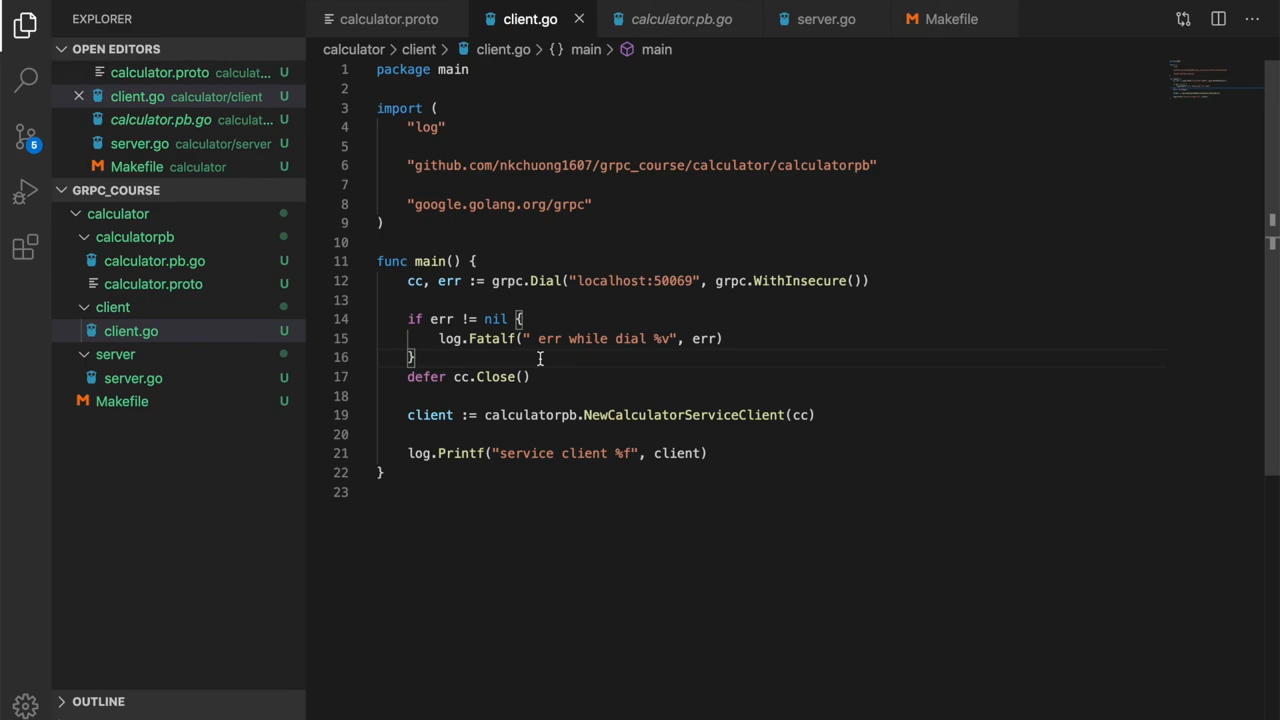 EXPLORER
OPEN EDITORS
calculator.proto calculat... U
client.go calculator/client U
calculator.pb.go calculat... U
server.go calculator/server U
Makefile calculator U
GRPC_COURSE
calculator
calculatorpb
calculator.pb.go U
calculator.proto U
client
client.go U
server
server.go U
Makefile U
OUTLINE
5
calculator.proto client.go calculator.pb.go server.go Makefile
calculator > client > client.go > {} main > main
1 package main
2
3 import (
4 "log"
5
6 "github.com/nkchuong1607/grpc_course/calculator/calculatorpb"
7
8 "google.golang.org/grpc"
9 )
10
11 func main() {
12 cc, err := grpc.Dial("localhost:50069", grpc.WithInsecure())
13
14 if err != nil {
15 log.Fatalf(" err while dial %v", err)
16 }
17 defer cc.Close()
18
19 client := calculatorpb.NewCalculatorServiceClient(cc)
20
21 log.Printf("service client %f", client)
22 }
23